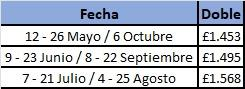 Fecha Doble
12 - 26 Mayo / 6 Octubre £1.453
9 - 23 Junio / 8 - 22 Septiembre £1.495
7 - 21 Julio / 4 - 25 Agosto £1.568